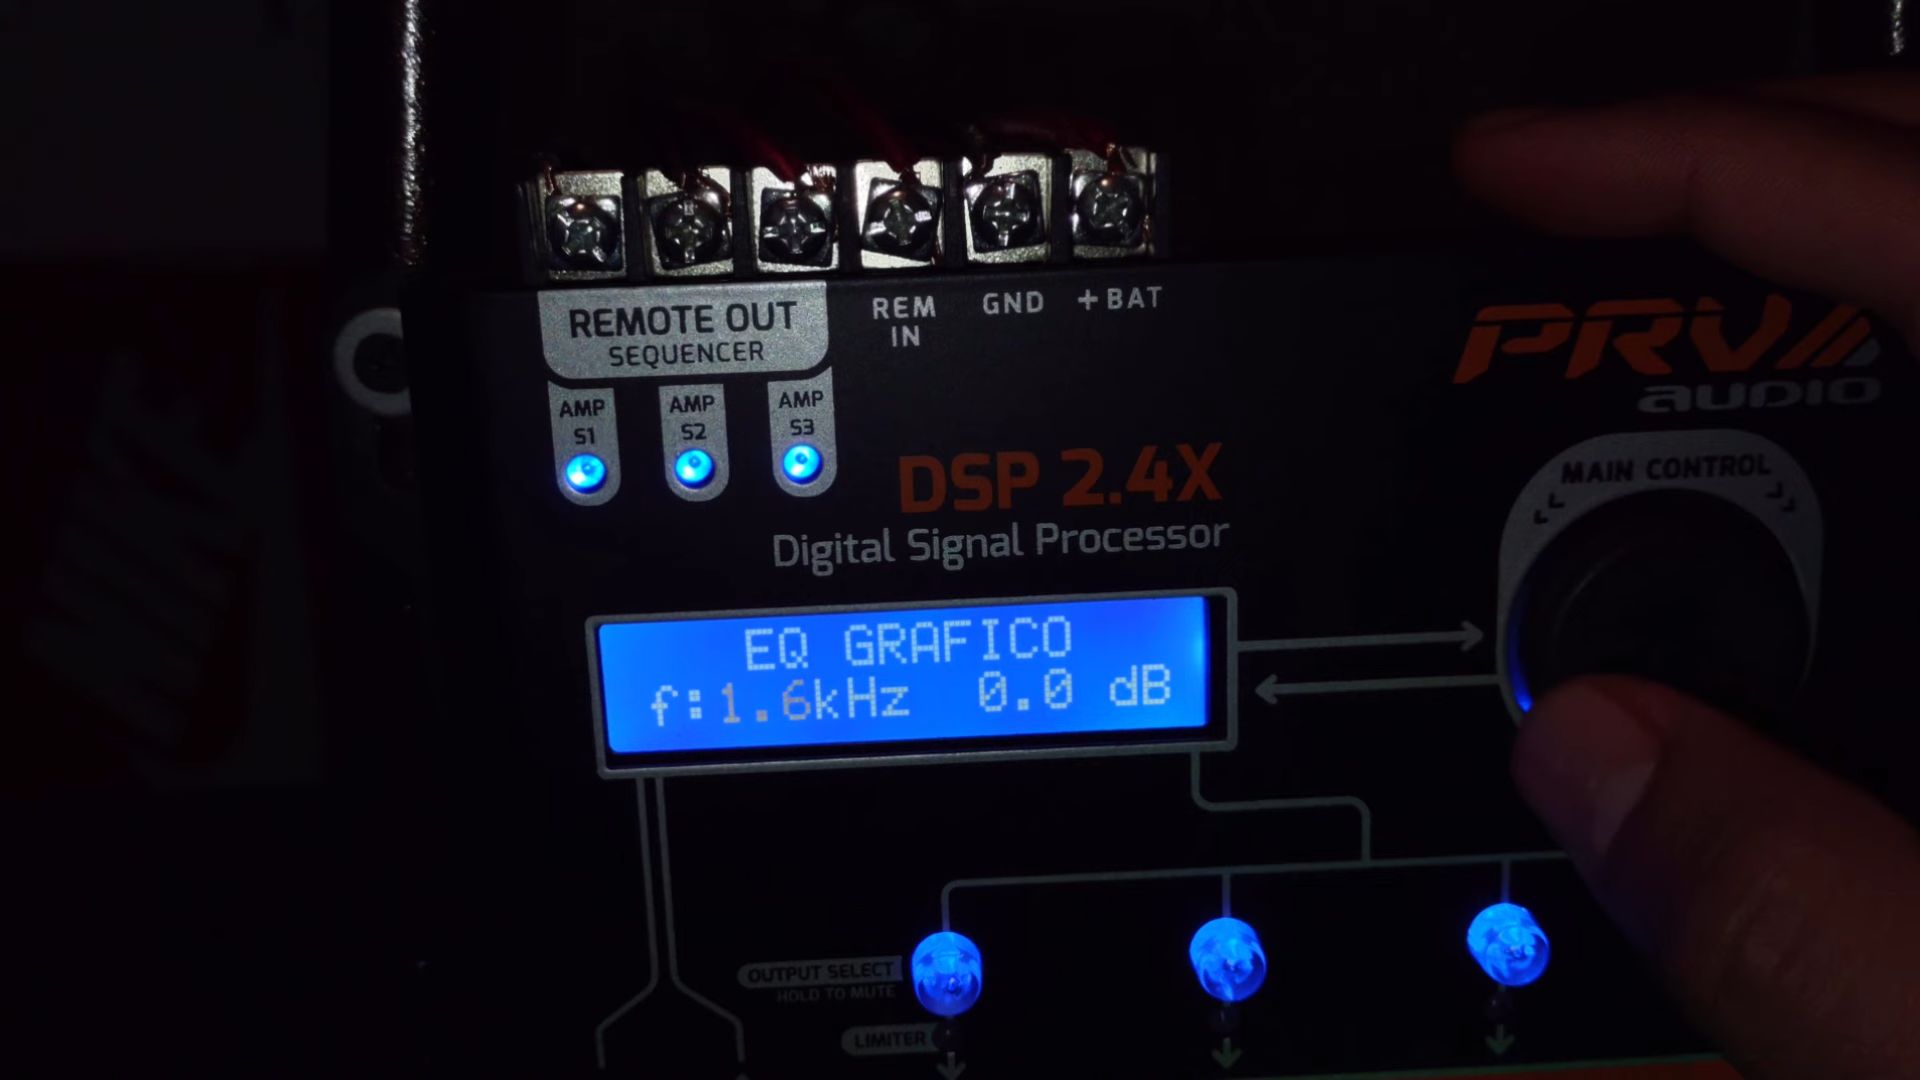 REMOTE OUT
SEQUENCER
REM
IN
GND
+BAT
AMP
S1
AMP
S2
AMP
S3
PRV
AUDIO
MAIN CONTROL
DSP 2.4X
Digital Signal Processor
EQ GRAFICO
f:1.6kHz 0.0 dB
OUTPUT SELECT
HOLD TO MUTE
LIMITER